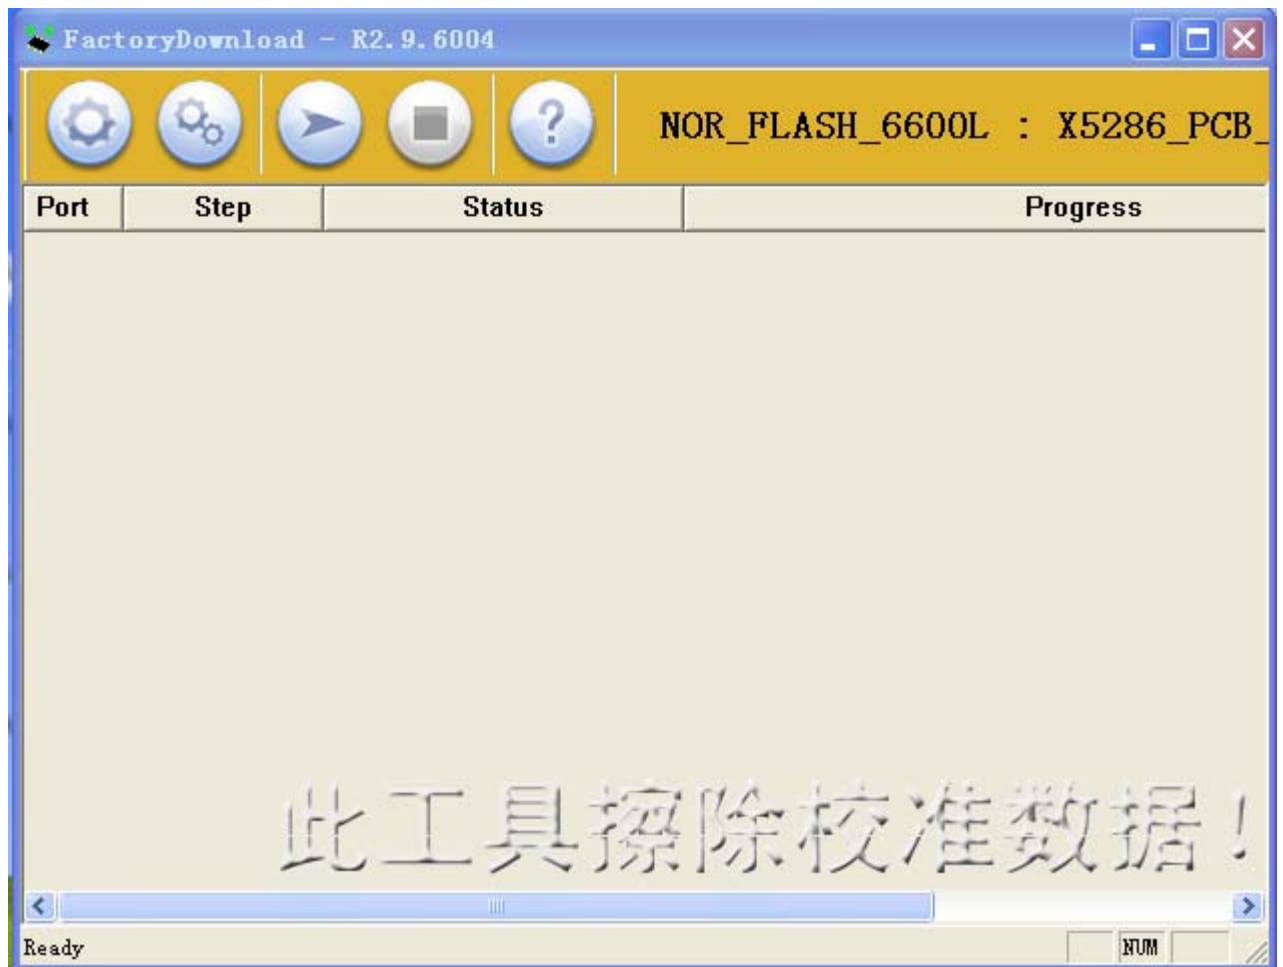 FactoryDownload - R2.9.6004
NOR_FLASH_6600L : X5286_PCB_
Port Step Status Progress
此工具擦除校准数据!
Ready NUM